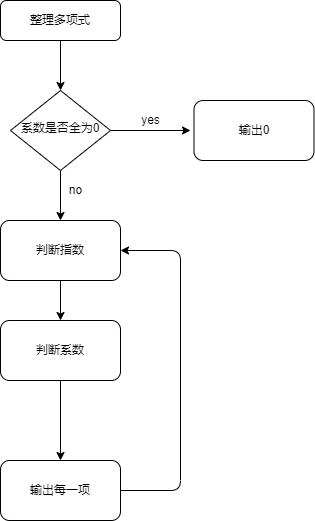 整理多项式
系数是否全为0
yes
输出0
no
判断指数
判断系数
输出每一项